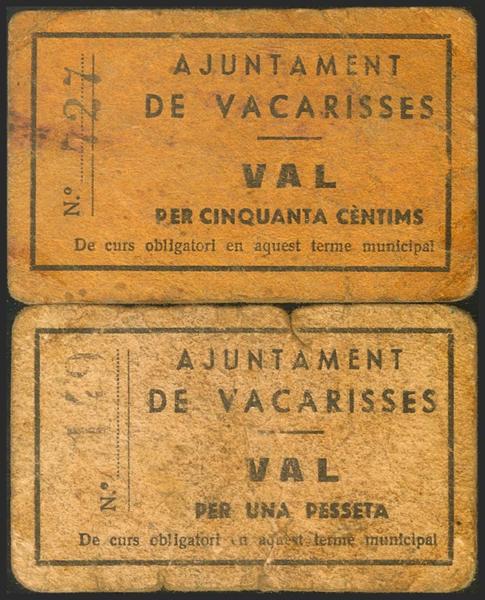 AJUNTAMENT
DE VACARISSES
VAL
PER CINQUANTA CÈNTIMS
De curs obligatori en aquest terme municipal
N.º 727
AJUNTAMENT
DE VACARISSES
VAL
PER UNA PESSETA
De curs obligatori en aquest terme municipal
N.º